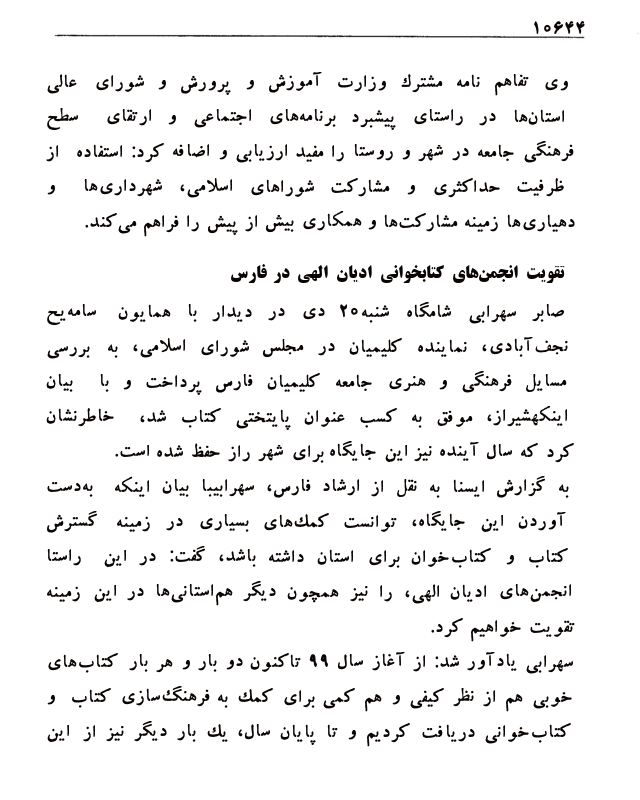 ۱۰۶۴۴
وی تفاهم نامه مشترك وزارت آموزش و پرورش و شورای عالی
استان‌ها در راستای پیشبرد برنامه‌های اجتماعی و ارتقای سطح
فرهنگی جامعه در شهر و روستا را مفید ارزیابی و اضافه کرد: استفاده از
ظرفیت حداکثری و مشارکت شوراهای اسلامی، شهرداری‌ها و
دهیاری‌ها زمینه مشارکت‌ها و همکاری بیش از پیش را فراهم می‌کند.
تقویت انجمن‌های کتابخوانی ادیان الهی در فارس
صابر سهرابی شامگاه شنبه۲۰ دی در دیدار با همایون سامه‌یح
نجف‌آبادی، نماینده کلیمیان در مجلس شورای اسلامی، به بررسی
مسایل فرهنگی و هنری جامعه کلیمیان فارس پرداخت و با بیان
اینکهشیراز، موفق به کسب عنوان پایتختی کتاب شد، خاطرنشان
کرد که سال آینده نیز این جایگاه برای شهر راز حفظ شده است.
به گزارش ایسنا به نقل از ارشاد فارس، سهرابیبا بیان اینکه به‌دست
آوردن این جایگاه، توانست کمك‌های بسیاری در زمینه گسترش
کتاب و کتاب‌خوان برای استان داشته باشد، گفت: در این راستا
انجمن‌های ادیان الهی، را نیز همچون دیگر هم‌استانی‌ها در این زمینه
تقویت خواهیم کرد.
سهرابی یادآور شد: از آغاز سال ۹۹ تاکنون دو بار و هر بار کتاب‌های
خوبی هم از نظر کیفی و هم کمی برای کمك به فرهنگ‌سازی کتاب و
کتاب‌خوانی دریافت کردیم و تا پایان سال، یك بار دیگر نیز از این